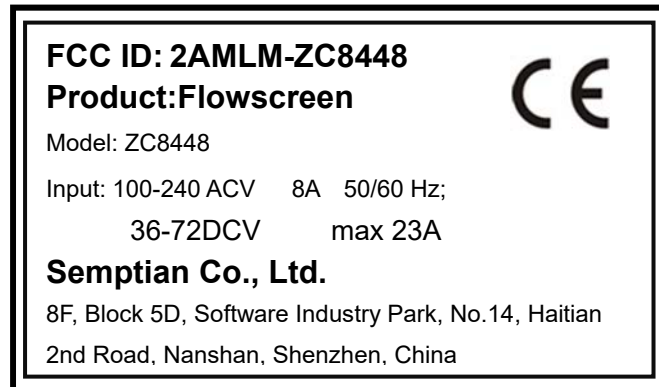 FCC ID: 2AMLM-ZC8448
CE
Product:Flowscreen
Model: ZC8448
Input: 100-240 ACV 8A 50/60 Hz;
36-72DCV max 23A
Semptian Co., Ltd.
8F, Block 5D, Software Industry Park, No.14, Haitian
2nd Road, Nanshan, Shenzhen, China